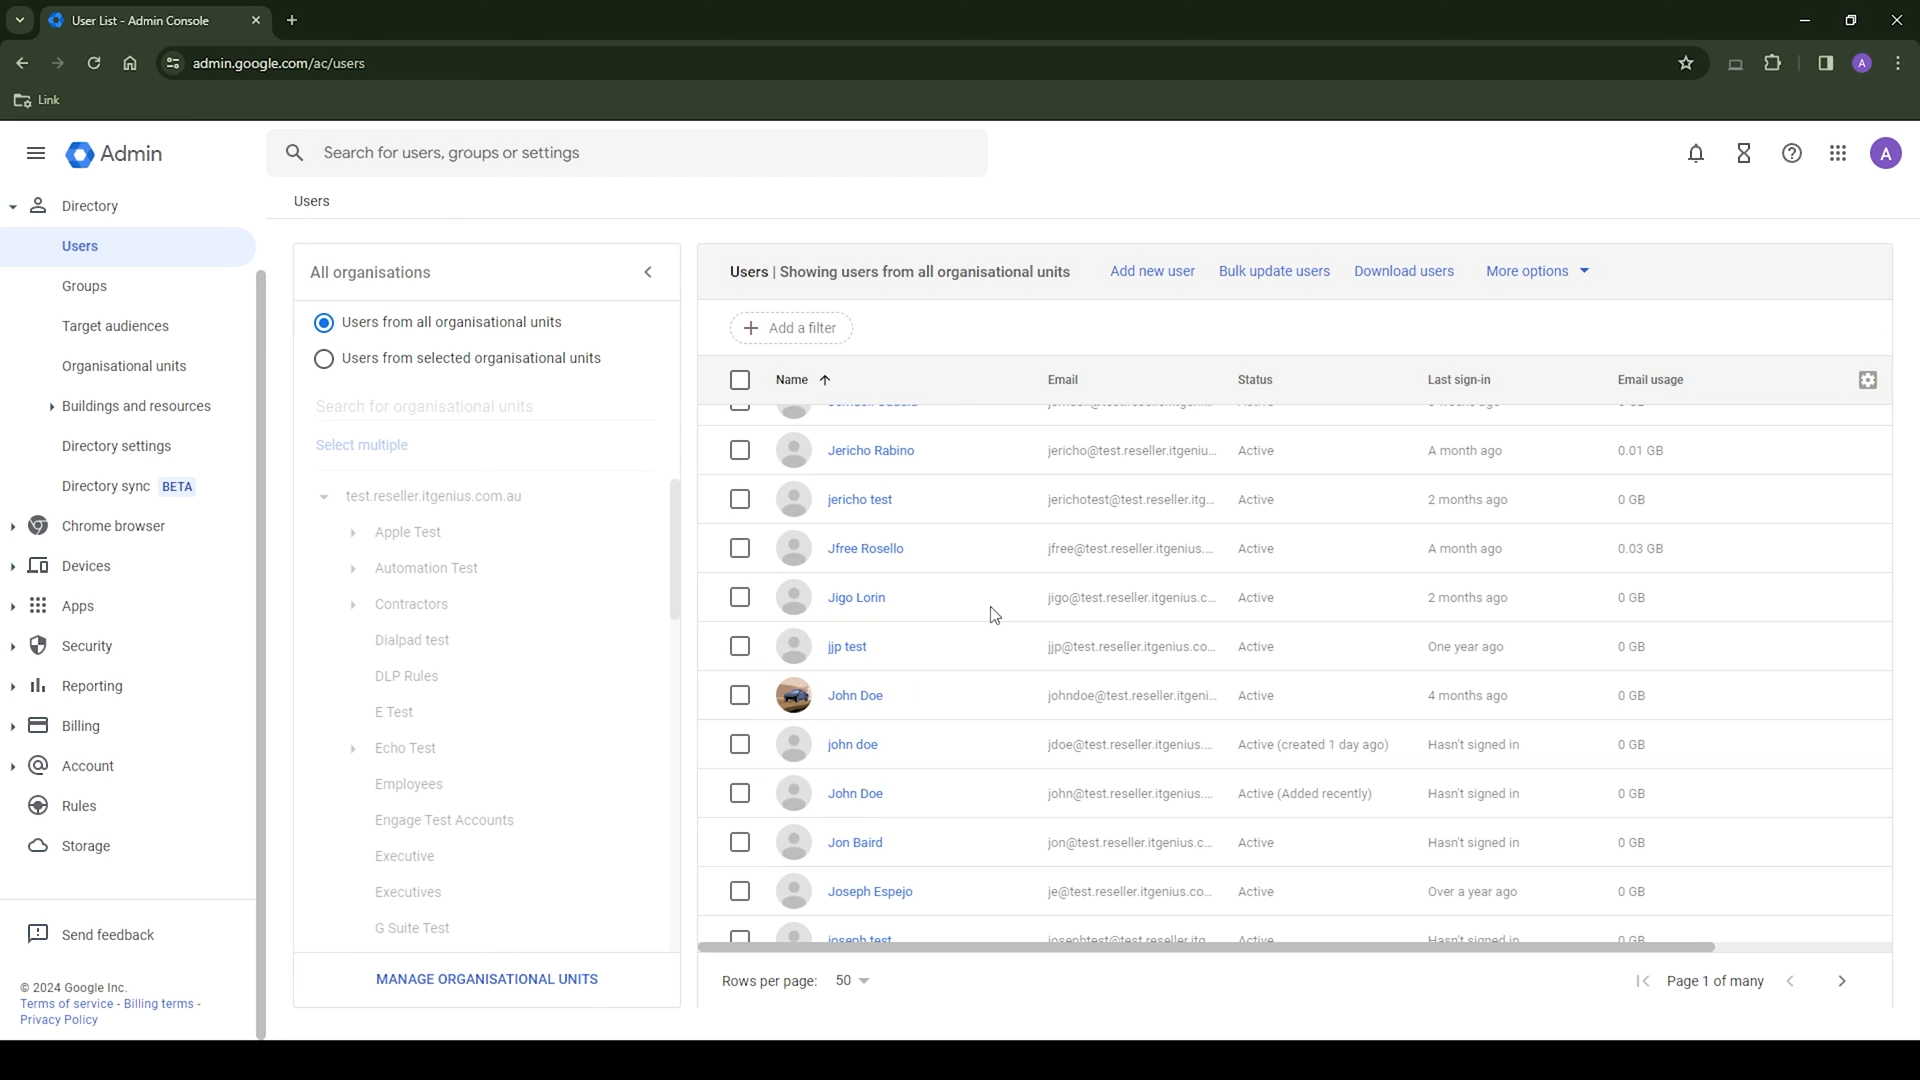 User List - Admin Console
admin.google.com/ac/users
A
Link
Admin
Search for users, groups or settings
A
Directory
Users
Groups
Target audiences
Organisational units
Buildings and resources
Directory settings
Directory sync BETA
Chrome browser
Devices
Apps
Security
Reporting
Billing
Account
Rules
Storage
Send feedback
© 2024 Google Inc.
Terms of service - Billing terms -
Privacy Policy
Users
All organisations
Users from all organisational units
Users from selected organisational units
Search for organisational units
Select multiple
test.reseller.itgenius.com.au
Apple Test
Automation Test
Contractors
Dialpad test
DLP Rules
E Test
Echo Test
Employees
Engage Test Accounts
Executive
Executives
G Suite Test
MANAGE ORGANISATIONAL UNITS
Users | Showing users from all organisational units Add new user Bulk update users Download users More options
Add a filter
Name Email Status Last sign-in Email usage
Jericho Rabino jericho@test.reseller.itgeniu... Active A month ago 0.01 GB
jericho test jerichotest@test.reseller.itg... Active 2 months ago 0 GB
Jfree Rosello jfree@test.reseller.itgenius.... Active A month ago 0.03 GB
Jigo Lorin jigo@test.reseller.itgenius.c... Active 2 months ago 0 GB
jjp test jjp@test.reseller.itgenius.co... Active One year ago 0 GB
John Doe johndoe@test.reseller.itgeni... Active 4 months ago 0 GB
john doe jdoe@test.reseller.itgenius.... Active (created 1 day ago) Hasn't signed in 0 GB
John Doe john@test.reseller.itgenius.... Active (Added recently) Hasn't signed in 0 GB
Jon Baird jon@test.reseller.itgenius.c... Active Hasn't signed in 0 GB
Joseph Espejo je@test.reseller.itgenius.co... Active Over a year ago 0 GB
joseph test josephtest@test.reseller.itg... Active Hasn't signed in 0 GB
Rows per page: 50 Page 1 of many